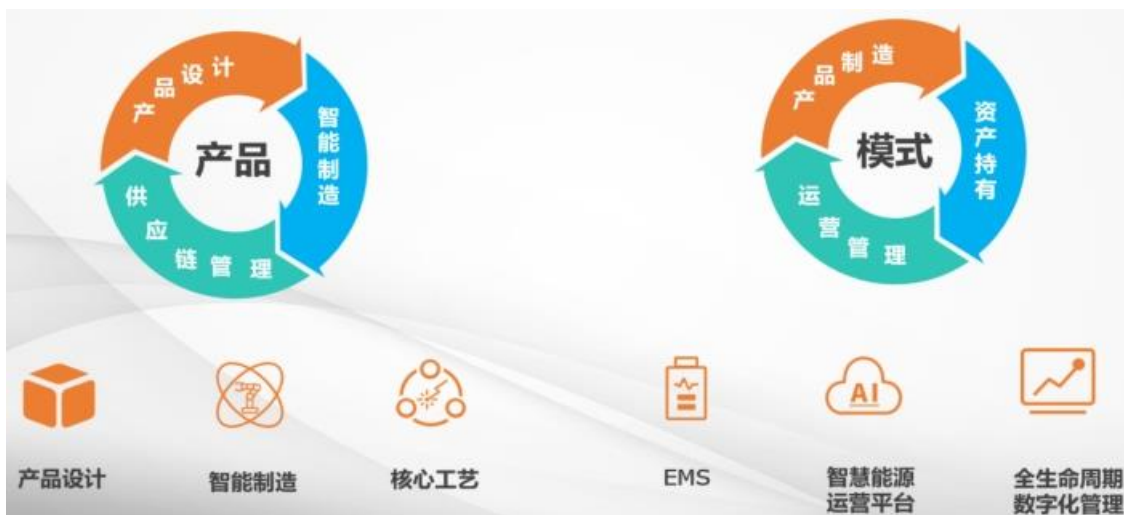 产品设计
智能制造
供应链管理
产品
产品制造
资产持有
运营管理
模式
AI
产品设计
智能制造
核心工艺
EMS
智慧能源
运营平台
全生命周期
数字化管理